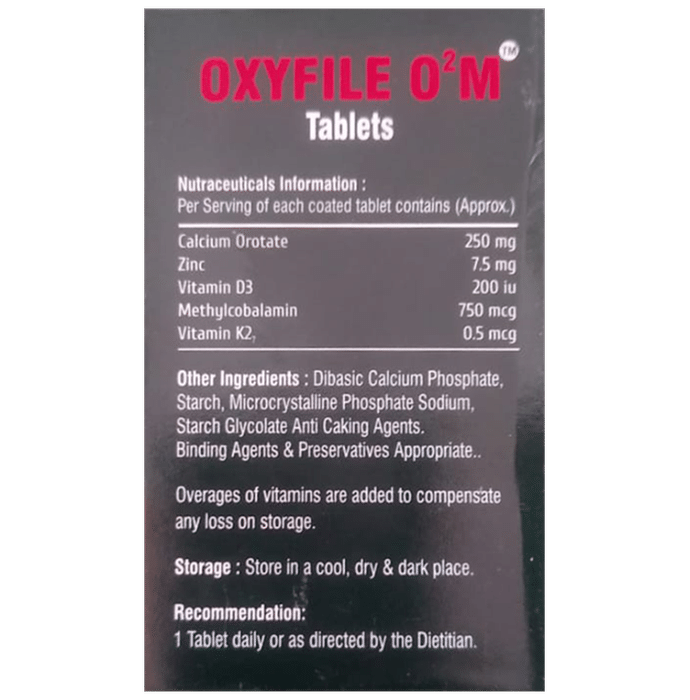 OXYFILE O²M™
Tablets
Nutraceuticals Information :
Per Serving of each coated tablet contains (Approx.)
Calcium Orotate 250 mg
Zinc 7.5 mg
Vitamin D3 200 iu
Methylcobalamin 750 mcg
Vitamin K2₇ 0.5 mcg
Other Ingredients : Dibasic Calcium Phosphate,
Starch, Microcrystalline Phosphate Sodium,
Starch Glycolate Anti Caking Agents.
Binding Agents & Preservatives Appropriate..
Overages of vitamins are added to compensate
any loss on storage.
Storage : Store in a cool, dry & dark place.
Recommendation:
1 Tablet daily or as directed by the Dietitian.